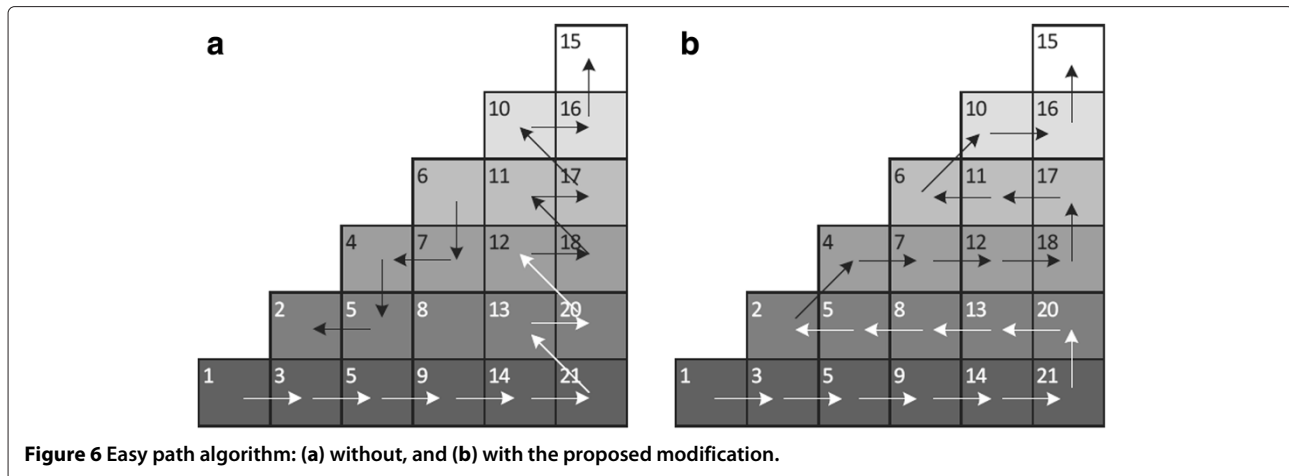 a b
15 15
10 16 10 16
6 11 17 6 11 17
4 7 12 18 4 7 12 18
2 5 8 13 20 2 5 8 13 20
1 3 5 9 14 21 1 3 5 9 14 21
Figure 6 Easy path algorithm: (a) without, and (b) with the proposed modification.